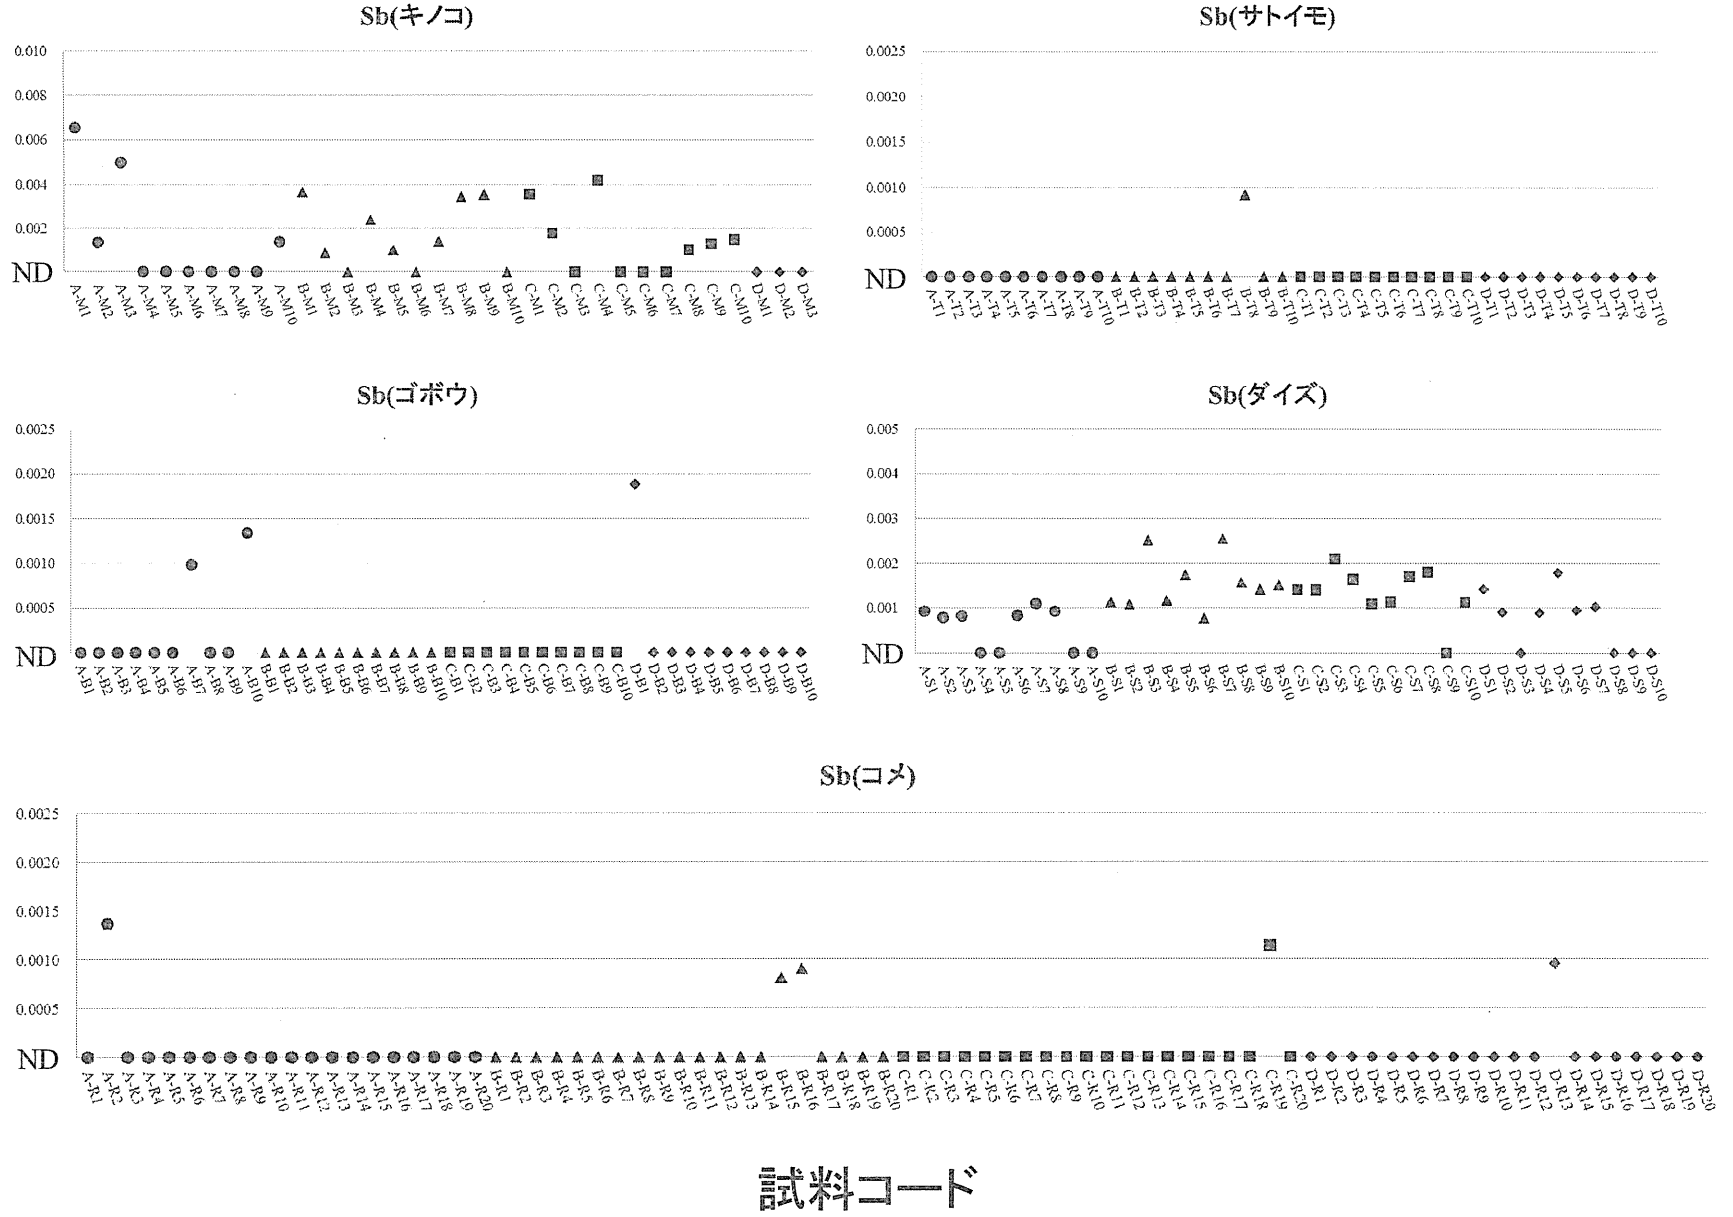 Sb(キノコ)
0.010
0.008
0.006
0.004
0.002
ND
A-M1 A-M2 A-M3 A-M4 A-M5 A-M6 A-M7 A-M8 A-M9 A-M10 B-M1 B-M2 B-M3 B-M4 B-M5 B-M6 B-M7 B-M8 B-M9 B-M10 C-M1 C-M2 C-M3 C-M4 C-M5 C-M6 C-M7 C-M8 C-M9 C-M10 D-M1 D-M2 D-M3
Sb(サトイモ)
0.0025
0.0020
0.0015
0.0010
0.0005
ND
A-T1 A-T2 A-T3 A-T4 A-T5 A-T6 A-T7 A-T8 A-T9 A-T10 B-T1 B-T2 B-T3 B-T4 B-T5 B-T6 B-T7 B-T8 B-T9 B-T10 C-T1 C-T2 C-T3 C-T4 C-T5 C-T6 C-T7 C-T8 C-T9 C-T10 D-T1 D-T2 D-T3 D-T4 D-T5 D-T6 D-T7 D-T8 D-T9 D-T10
Sb(ゴボウ)
0.0025
0.0020
0.0015
0.0010
0.0005
ND
A-B1 A-B2 A-B3 A-B4 A-B5 A-B6 A-B7 A-B8 A-B9 A-B10 B-B1 B-B2 B-B3 B-B4 B-B5 B-B6 B-B7 B-B8 B-B9 B-B10 C-B1 C-B2 C-B3 C-B4 C-B5 C-B6 C-B7 C-B8 C-B9 C-B10 D-B1 D-B2 D-B3 D-B4 D-B5 D-B6 D-B7 D-B8 D-B9 D-B10
Sb(ダイズ)
0.005
0.004
0.003
0.002
0.001
ND
A-S1 A-S2 A-S3 A-S4 A-S5 A-S6 A-S7 A-S8 A-S9 A-S10 B-S1 B-S2 B-S3 B-S4 B-S5 B-S6 B-S7 B-S8 B-S9 B-S10 C-S1 C-S2 C-S3 C-S4 C-S5 C-S6 C-S7 C-S8 C-S9 C-S10 D-S1 D-S2 D-S3 D-S4 D-S5 D-S6 D-S7 D-S8 D-S9 D-S10
Sb(コメ)
0.0025
0.0020
0.0015
0.0010
0.0005
ND
A-R1 A-R2 A-R3 A-R4 A-R5 A-R6 A-R7 A-R8 A-R9 A-R10 A-R11 A-R12 A-R13 A-R14 A-R15 A-R16 A-R17 A-R18 A-R19 A-R20 B-R1 B-R2 B-R3 B-R4 B-R5 B-R6 B-R7 B-R8 B-R9 B-R10 B-R11 B-R12 B-R13 B-R14 B-R15 B-R16 B-R17 B-R18 B-R19 B-R20 C-R1 C-R2 C-R3 C-R4 C-R5 C-R6 C-R7 C-R8 C-R9 C-R10 C-R11 C-R12 C-R13 C-R14 C-R15 C-R16 C-R17 C-R18 C-R19 C-R20 D-R1 D-R2 D-R3 D-R4 D-R5 D-R6 D-R7 D-R8 D-R9 D-R10 D-R11 D-R12 D-R13 D-R14 D-R15 D-R16 D-R17 D-R18 D-R19 D-R20
試料コード